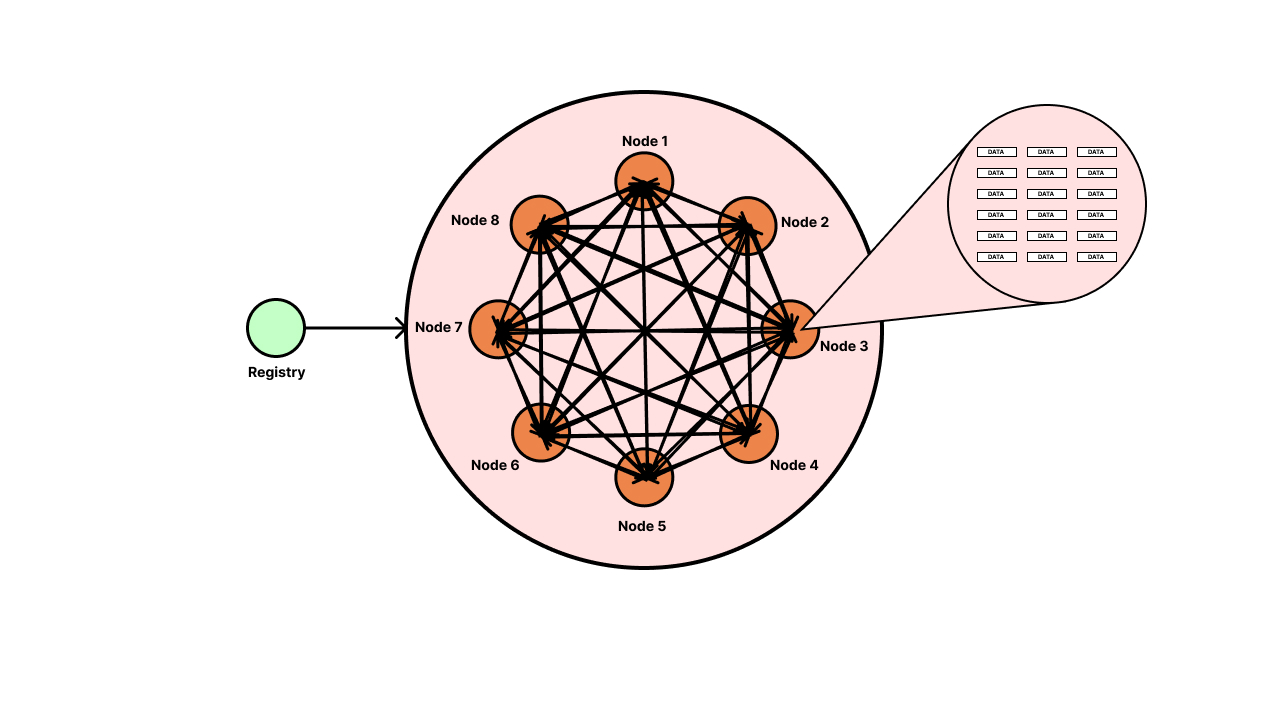 Node 1
Node 8
Node 2
Node 7
Node 3
Registry
Node 6
Node 4
Node 5
DATA DATA DATA
DATA DATA DATA
DATA DATA DATA
DATA DATA DATA
DATA DATA DATA
DATA DATA DATA